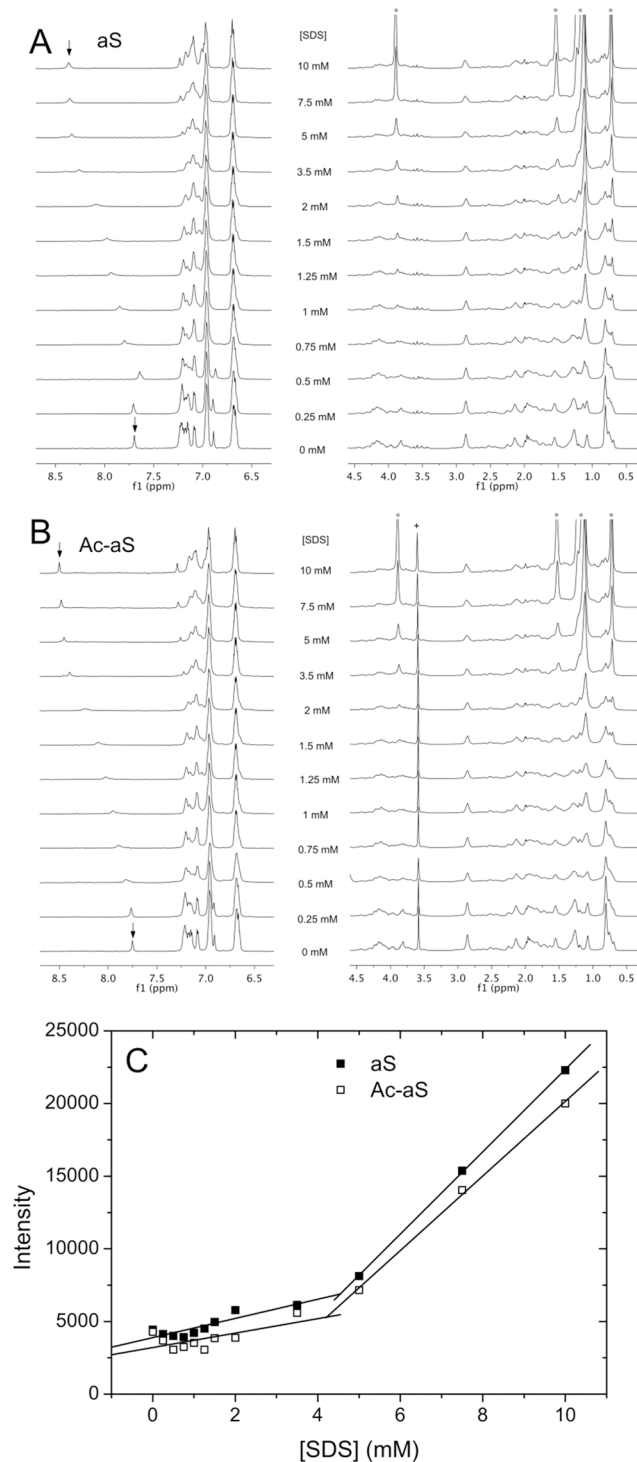 A aS
* * * *
[SDS]
10 mM
7.5 mM
5 mM
3.5 mM
2 mM
1.5 mM
1.25 mM
1 mM
0.75 mM
0.5 mM
0.25 mM
0 mM
8.5 8.0 7.5 7.0 6.5
f1 (ppm)
4.5 4.0 3.5 3.0 2.5 2.0 1.5 1.0 0.5
f1 (ppm)
B Ac-aS
* + * * *
[SDS]
10 mM
7.5 mM
5 mM
3.5 mM
2 mM
1.5 mM
1.25 mM
1 mM
0.75 mM
0.5 mM
0.25 mM
0 mM
8.5 8.0 7.5 7.0 6.5
f1 (ppm)
4.5 4.0 3.5 3.0 2.5 2.0 1.5 1.0 0.5
f1 (ppm)
C
aS
Ac-aS
25000
20000
15000
10000
5000
0
Intensity
0 2 4 6 8 10
[SDS] (mM)